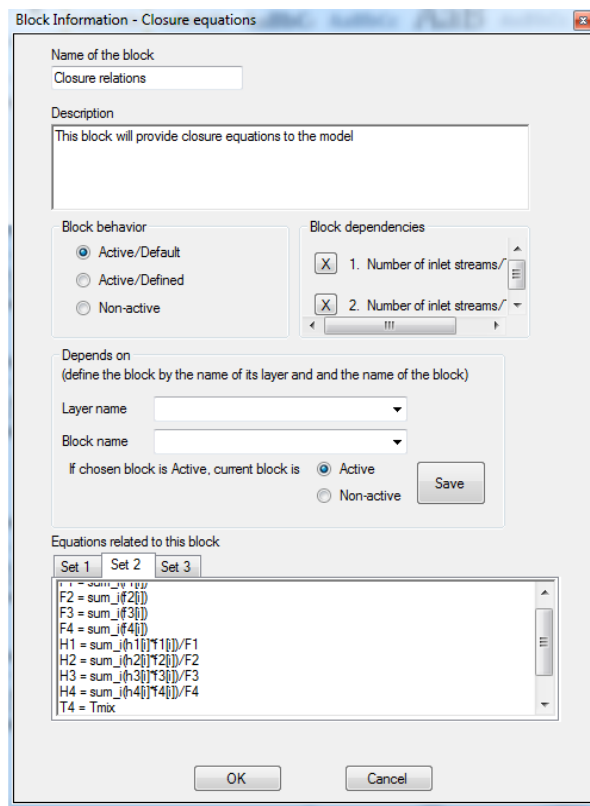 Block Information - Closure equations
Name of the block
Closure relations
Description
This block will provide closure equations to the model
Block behavior
Active/Default
Active/Defined
Non-active
Block dependencies
X 1. Number of inlet streams/
X 2. Number of inlet streams/
Depends on
(define the block by the name of its layer and and the name of the block)
Layer name
Block name
If chosen block is Active, current block is
Active
Non-active
Save
Equations related to this block
Set 1 Set 2 Set 3
F1 = sum_i(f1[i])
F2 = sum_i(f2[i])
F3 = sum_i(f3[i])
F4 = sum_i(f4[i])
H1 = sum_i(h1[i]*f1[i])/F1
H2 = sum_i(h2[i]*f2[i])/F2
H3 = sum_i(h3[i]*f3[i])/F3
H4 = sum_i(h4[i]*f4[i])/F4
T4 = Tmix
OK
Cancel